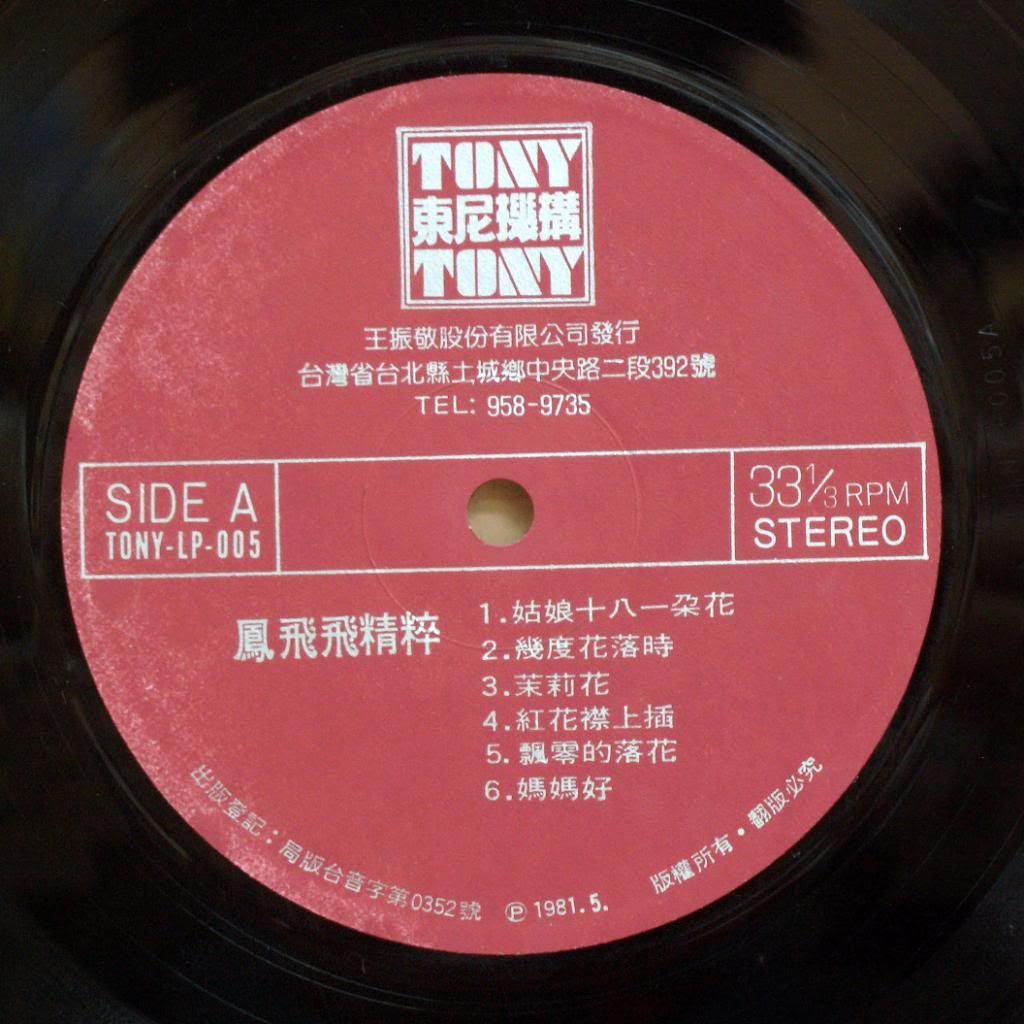 TONY
東尼機構
TONY
王振敬股份有限公司發行
台灣省台北縣土城鄉中央路二段392號
TEL: 958-9735
SIDE A
TONY-LP-005
33⅓ RPM
STEREO
鳳飛飛精粹
1.姑娘十八一朵花
2.幾度花落時
3.茉莉花
4.紅花襟上插
5.飄零的落花
6.媽媽好
出版登記：局版台音字第0352號
Ⓟ 1981.5.
版權所有·翻版必究